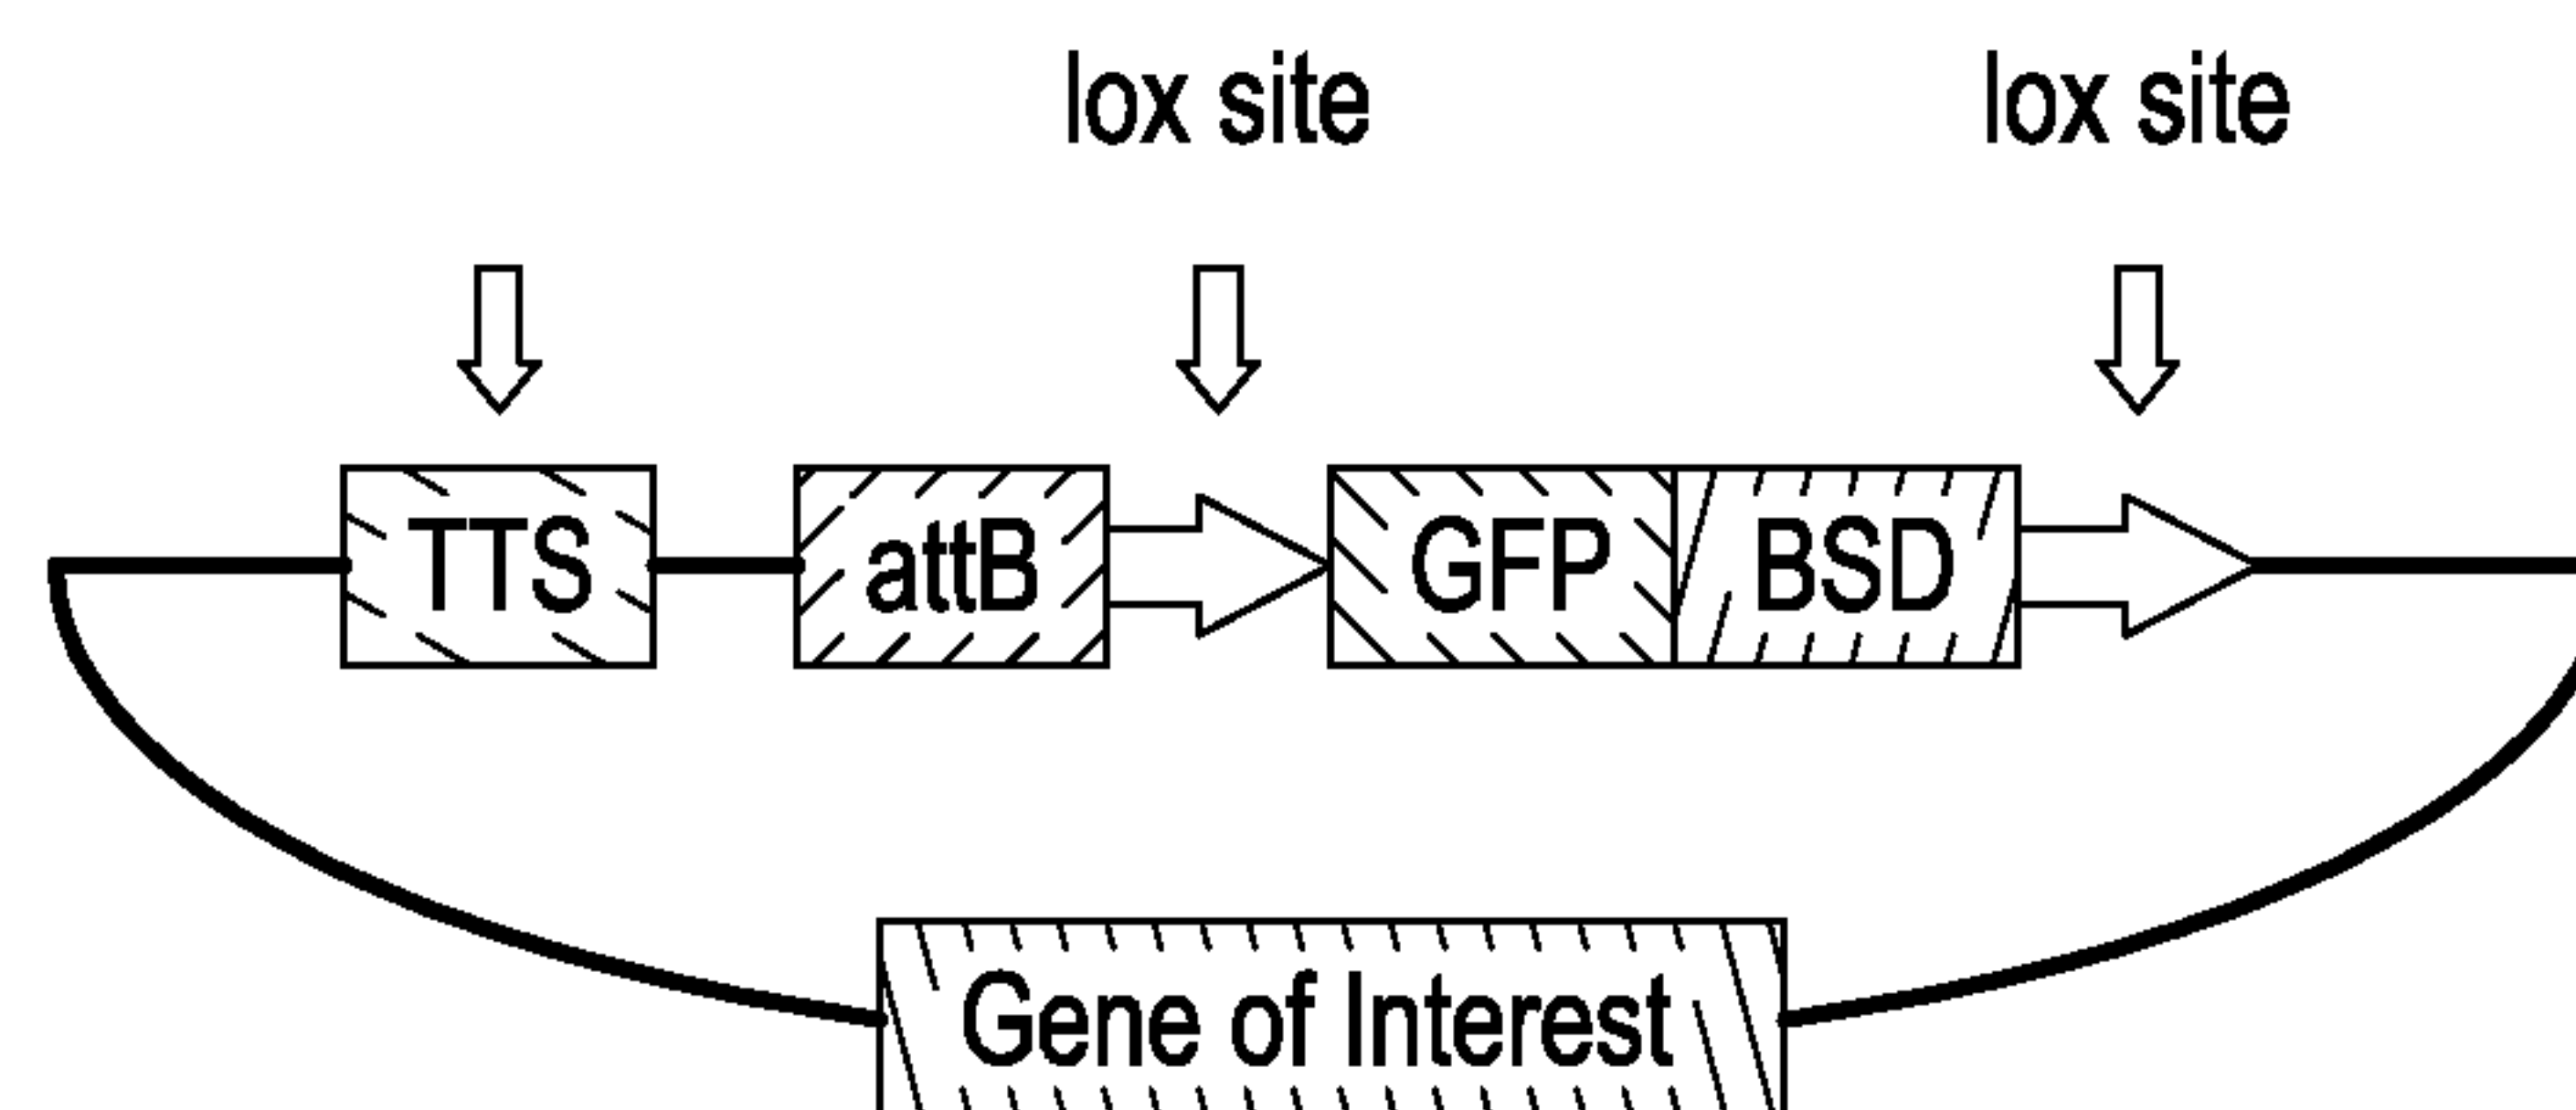 lox site
lox site
TTS
attB
GFP
BSD
Gene of Interest